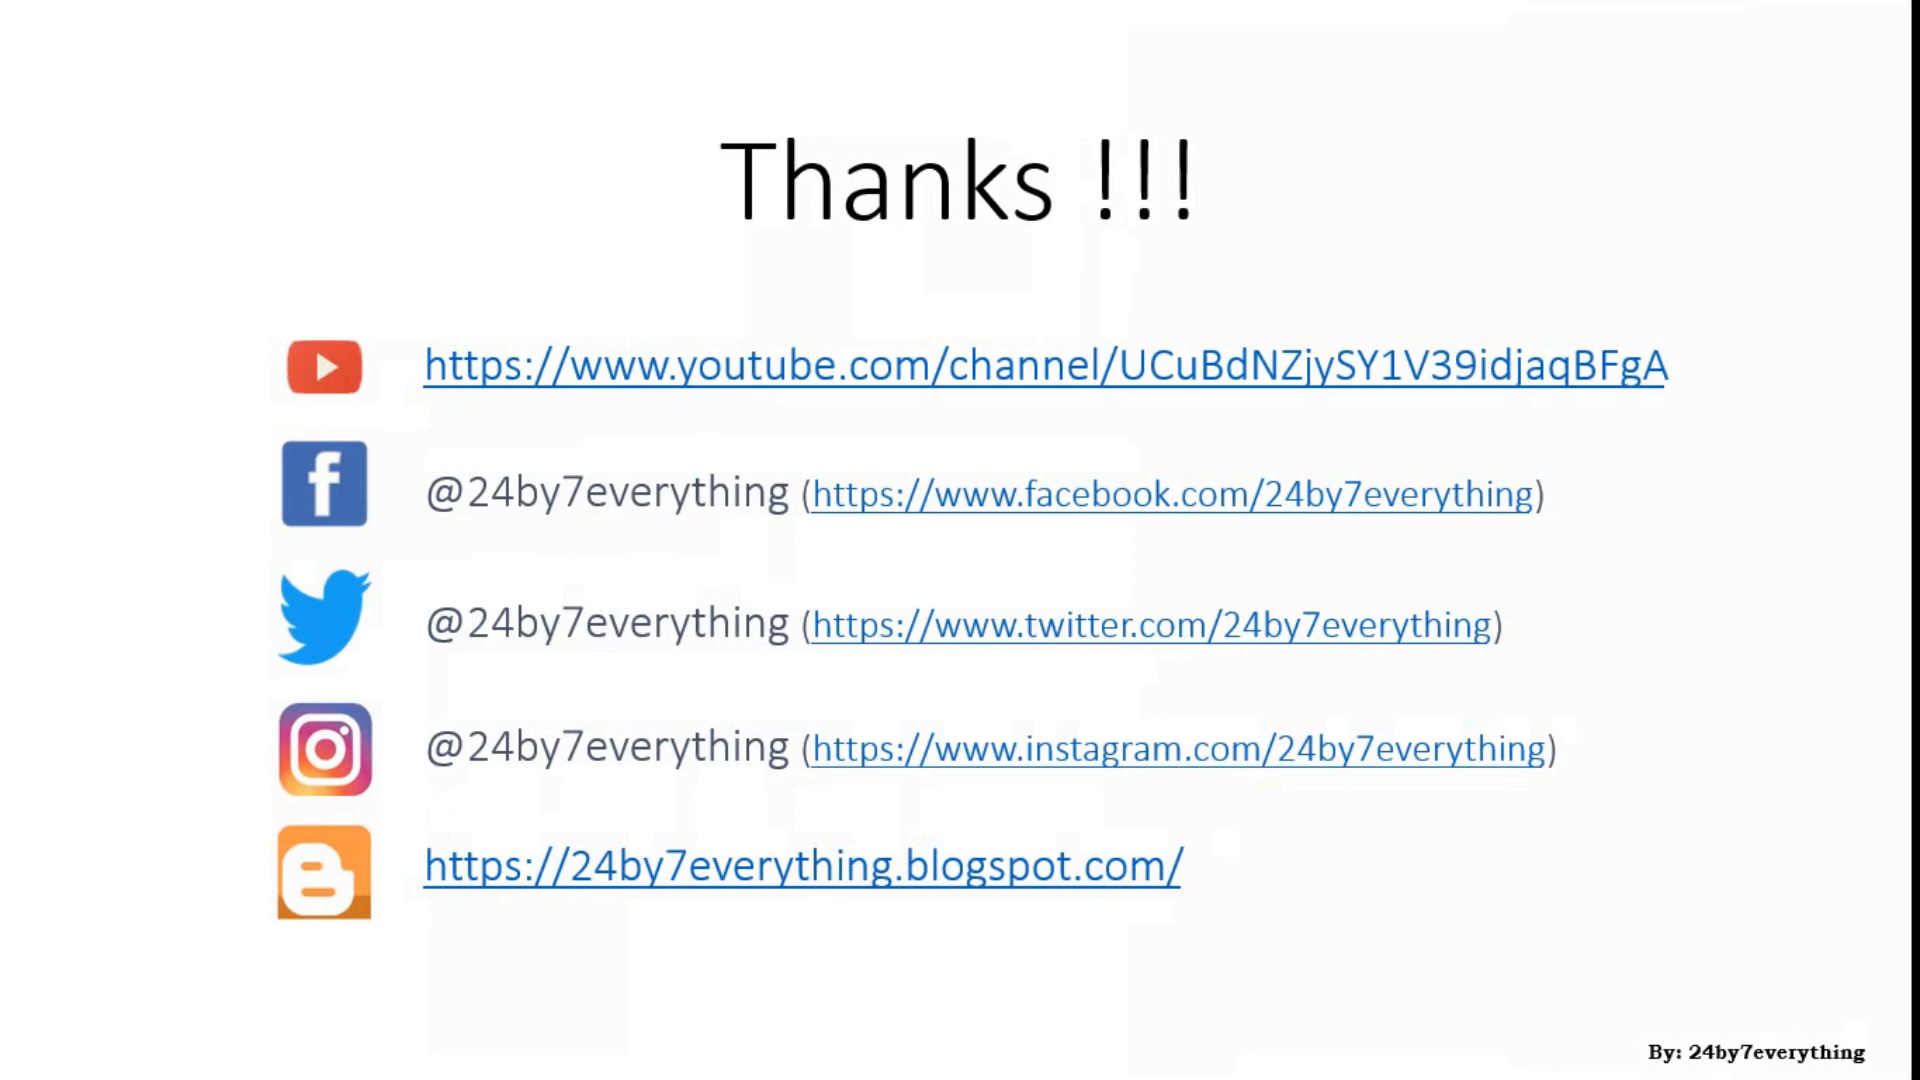 Thanks !!!
https://www.youtube.com/channel/UCuBdNZjySY1V39idjaqBFgA
@24by7everything (https://www.facebook.com/24by7everything)
@24by7everything (https://www.twitter.com/24by7everything)
@24by7everything (https://www.instagram.com/24by7everything)
https://24by7everything.blogspot.com/
By: 24by7everything